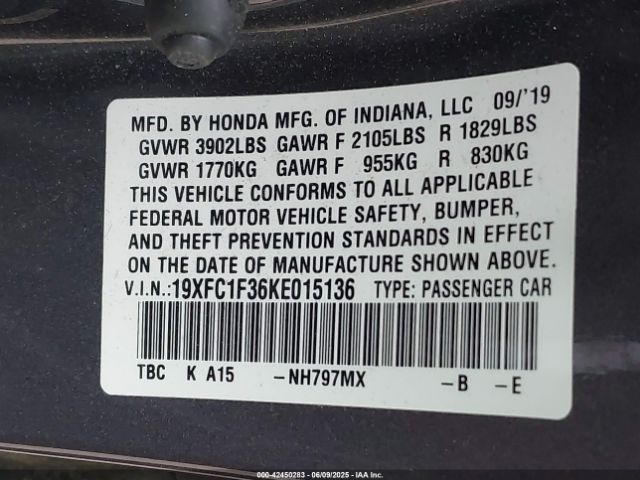 MFD. BY HONDA MFG. OF INDIANA, LLC 09/'19
GVWR 3902LBS GAWR F 2105LBS R 1829LBS
GVWR 1770KG GAWR F 955KG R 830KG
THIS VEHICLE CONFORMS TO ALL APPLICABLE
FEDERAL MOTOR VEHICLE SAFETY, BUMPER,
AND THEFT PREVENTION STANDARDS IN EFFECT
ON THE DATE OF MANUFACTURE SHOWN ABOVE.
V.I.N.:19XFC1F36KE015136 TYPE: PASSENGER CAR
TBC K A15 -NH797MX -B -E
000-42450283 - 06/09/2025 - IAA Inc.